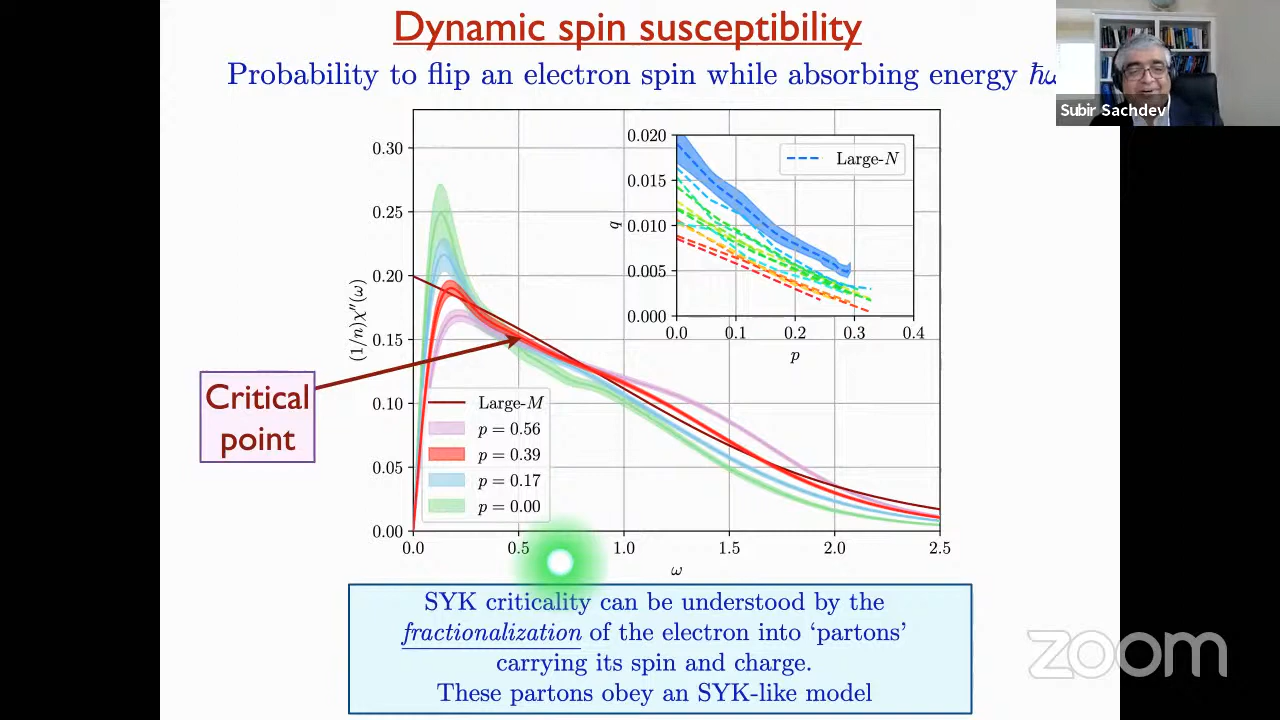 Dynamic spin susceptibility
Probability to flip an electron spin while absorbing energy ħω
Subir Sachdev
0.30
0.25
0.20
0.15
0.10
0.05
0.00
(1/n)χ″(ω)
0.0 0.5 1.0 1.5 2.0 2.5
ω
0.020
0.015
0.010
0.005
0.000
q
0.0 0.1 0.2 0.3 0.4
p
Large-N
Critical
point
Large-M
p = 0.56
p = 0.39
p = 0.17
p = 0.00
SYK criticality can be understood by the
fractionalization of the electron into ‘partons’
carrying its spin and charge.
These partons obey an SYK-like model
zoom